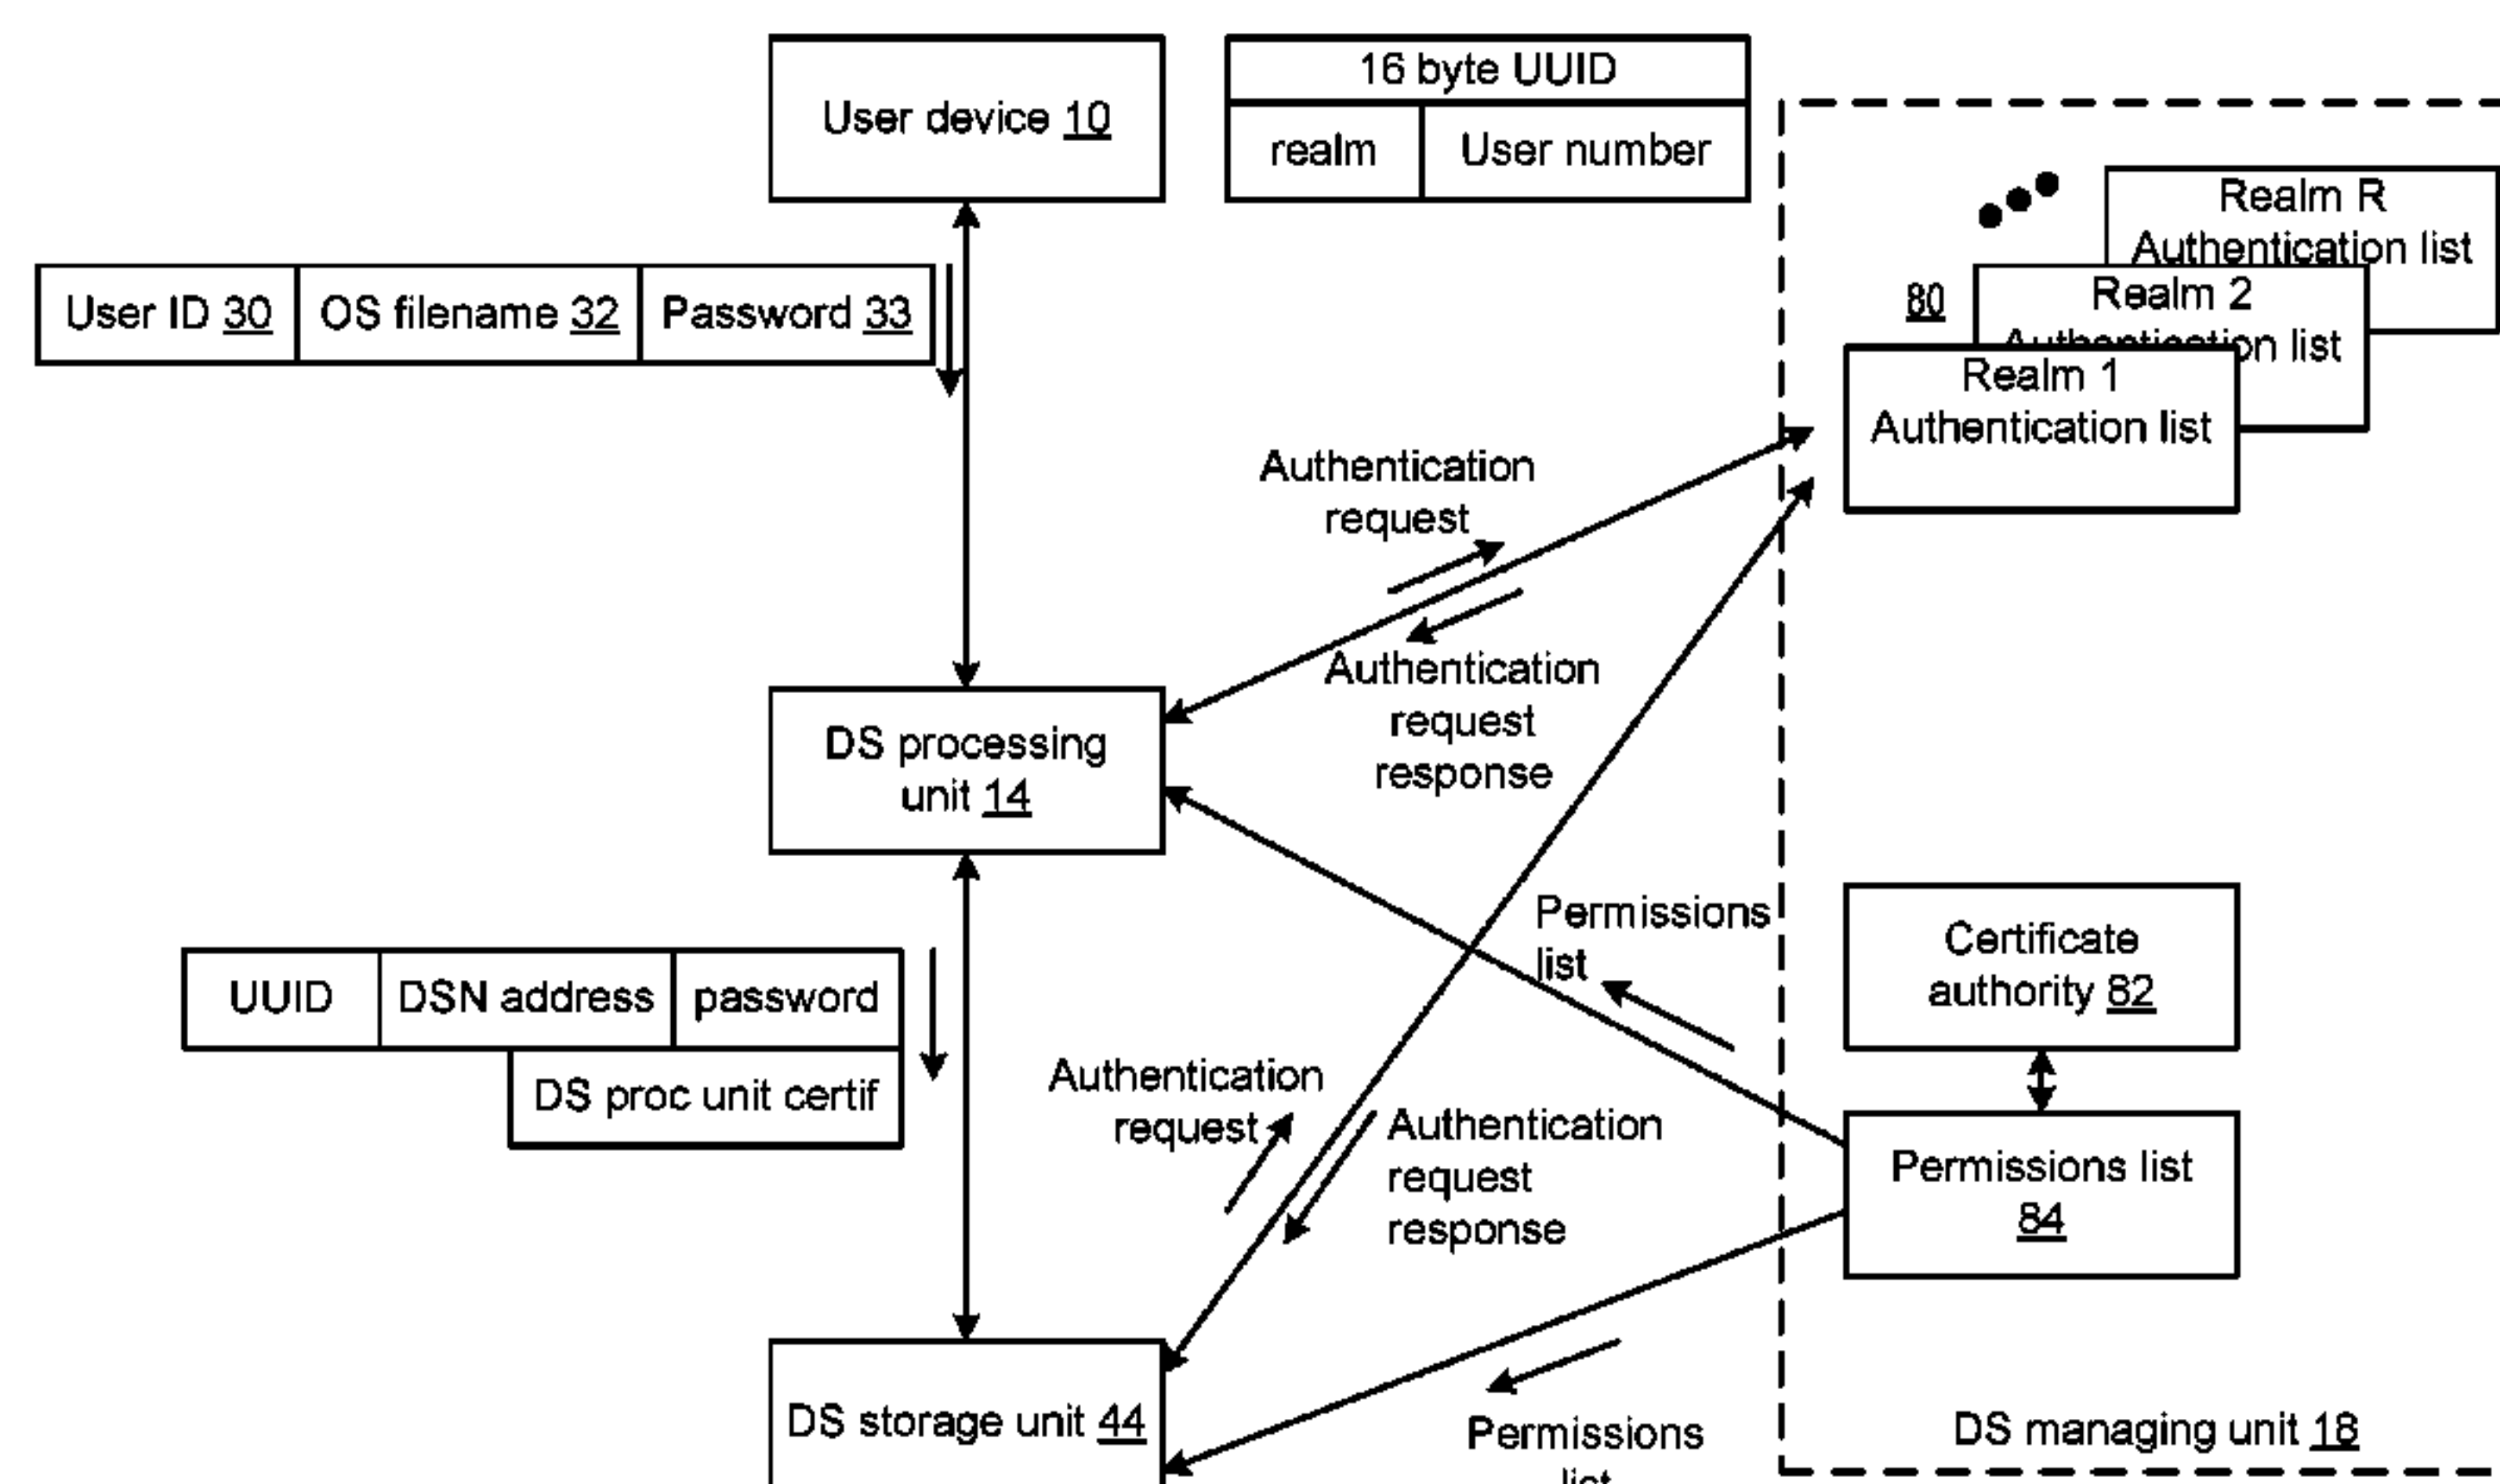 User device 10
16 byte UUID
realm User number
Realm R
Authentication list
Realm 2
Authentication list
80
Realm 1
Authentication list
User ID 30 OS filename 32 Password 33
Authentication
request
Authentication
request
response
DS processing
unit 14
Permissions
list
Certificate
authority 82
UUID DSN address password
DS proc unit certif
Authentication
request
Authentication
request
response
Permissions list
84
DS storage unit 44
Permissions
list
DS managing unit 18